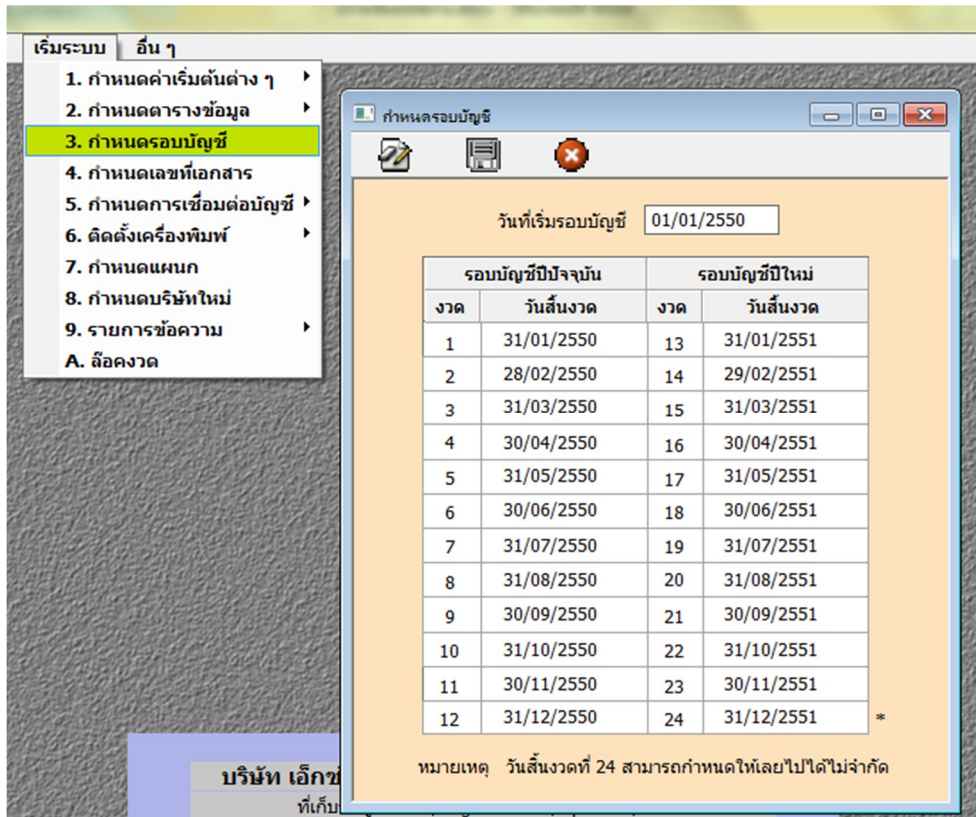 เริ่มระบบ อื่น ๆ
1. กำหนดค่าเริ่มต้นต่าง ๆ
2. กำหนดตารางข้อมูล
3. กำหนดรอบบัญชี
4. กำหนดเลขที่เอกสาร
5. กำหนดการเชื่อมต่อบัญชี
6. ติดตั้งเครื่องพิมพ์
7. กำหนดแผนก
8. กำหนดบริษัทใหม่
9. รายการข้อความ
A. ล๊อคงวด
กำหนดรอบบัญชี
วันที่เริ่มรอบบัญชี 01/01/2550
รอบบัญชีปีปัจจุบัน รอบบัญชีปีใหม่
งวด วันสิ้นงวด งวด วันสิ้นงวด
1 31/01/2550 13 31/01/2551
2 28/02/2550 14 29/02/2551
3 31/03/2550 15 31/03/2551
4 30/04/2550 16 30/04/2551
5 31/05/2550 17 31/05/2551
6 30/06/2550 18 30/06/2551
7 31/07/2550 19 31/07/2551
8 31/08/2550 20 31/08/2551
9 30/09/2550 21 30/09/2551
10 31/10/2550 22 31/10/2551
11 30/11/2550 23 30/11/2551
12 31/12/2550 24 31/12/2551 *
หมายเหตุ วันสิ้นงวดที่ 24 สามารถกำหนดให้เลยไปได้ไม่จำกัด
บริษัท
ที่เก็บ